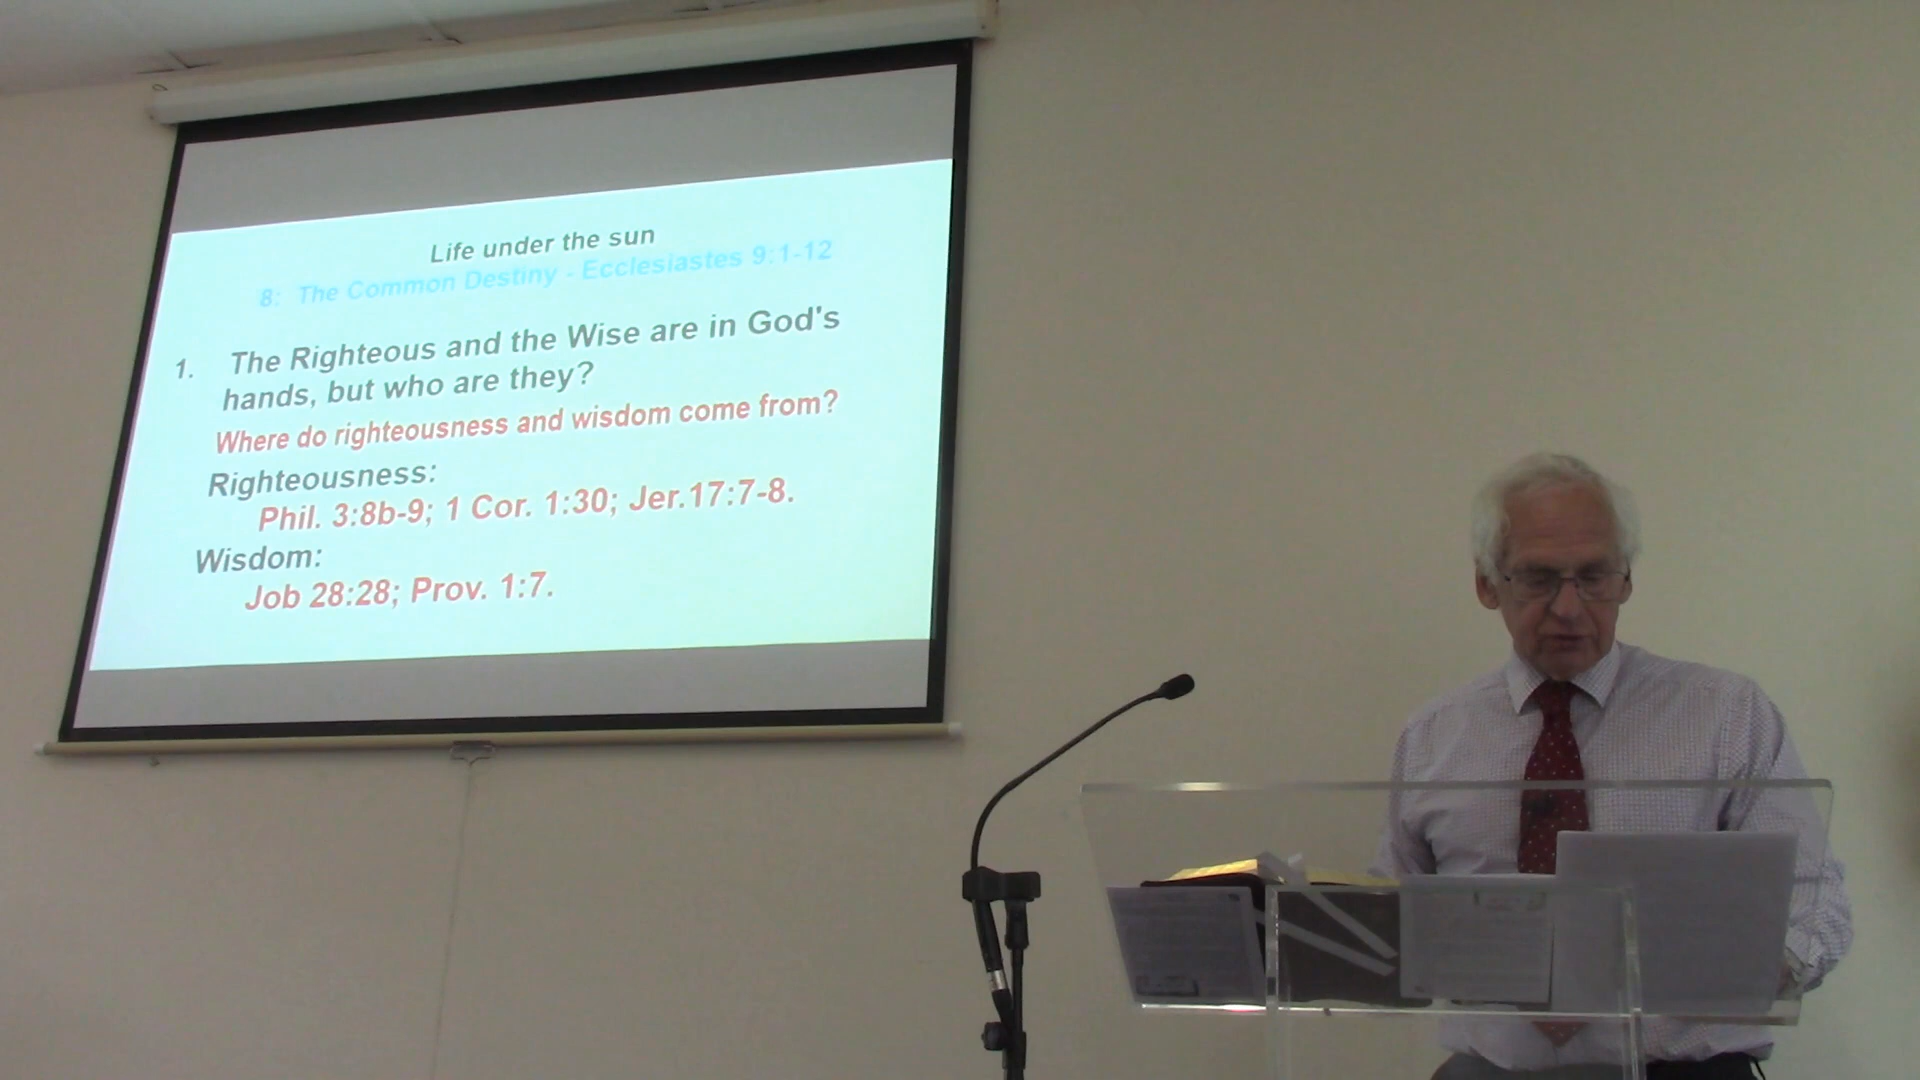 Life under the sun
8: The Common Destiny - Ecclesiastes 9:1-12
1. The Righteous and the Wise are in God's
hands, but who are they?
Where do righteousness and wisdom come from?
Righteousness:
Phil. 3:8b-9; 1 Cor. 1:30; Jer.17:7-8.
Wisdom:
Job 28:28; Prov. 1:7.